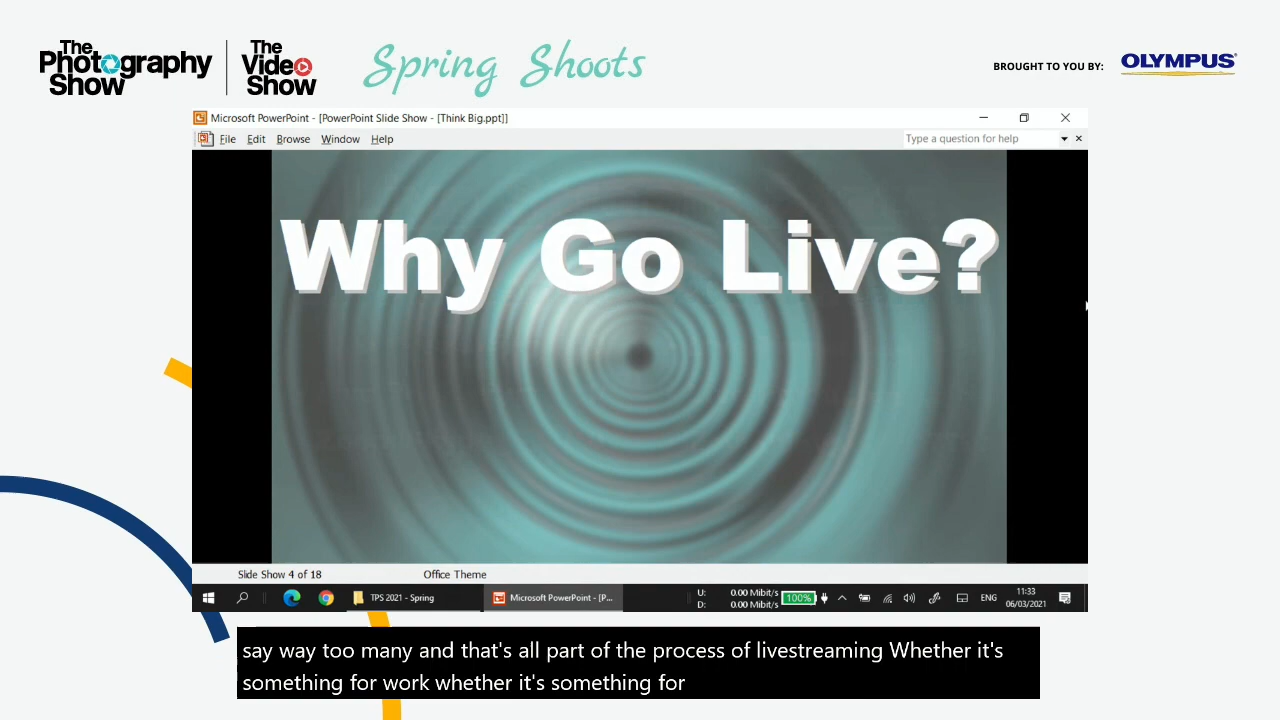 The
Photography
Show
The
Video
Show
Spring Shoots
BROUGHT TO YOU BY:
OLYMPUS
Microsoft PowerPoint - [PowerPoint Slide Show - [Think Big.ppt]]
File Edit Browse Window Help
Type a question for help
Why Go Live?
Slide Show 4 of 18
Office Theme
TPS 2021 - Spring
Microsoft PowerPoint - [P...
U: 0.00 Mibit/s
D: 0.00 Mibit/s
100%
ENG
11:33
06/03/2021
say way too many and that's all part of the process of livestreaming Whether it's
something for work whether it's something for